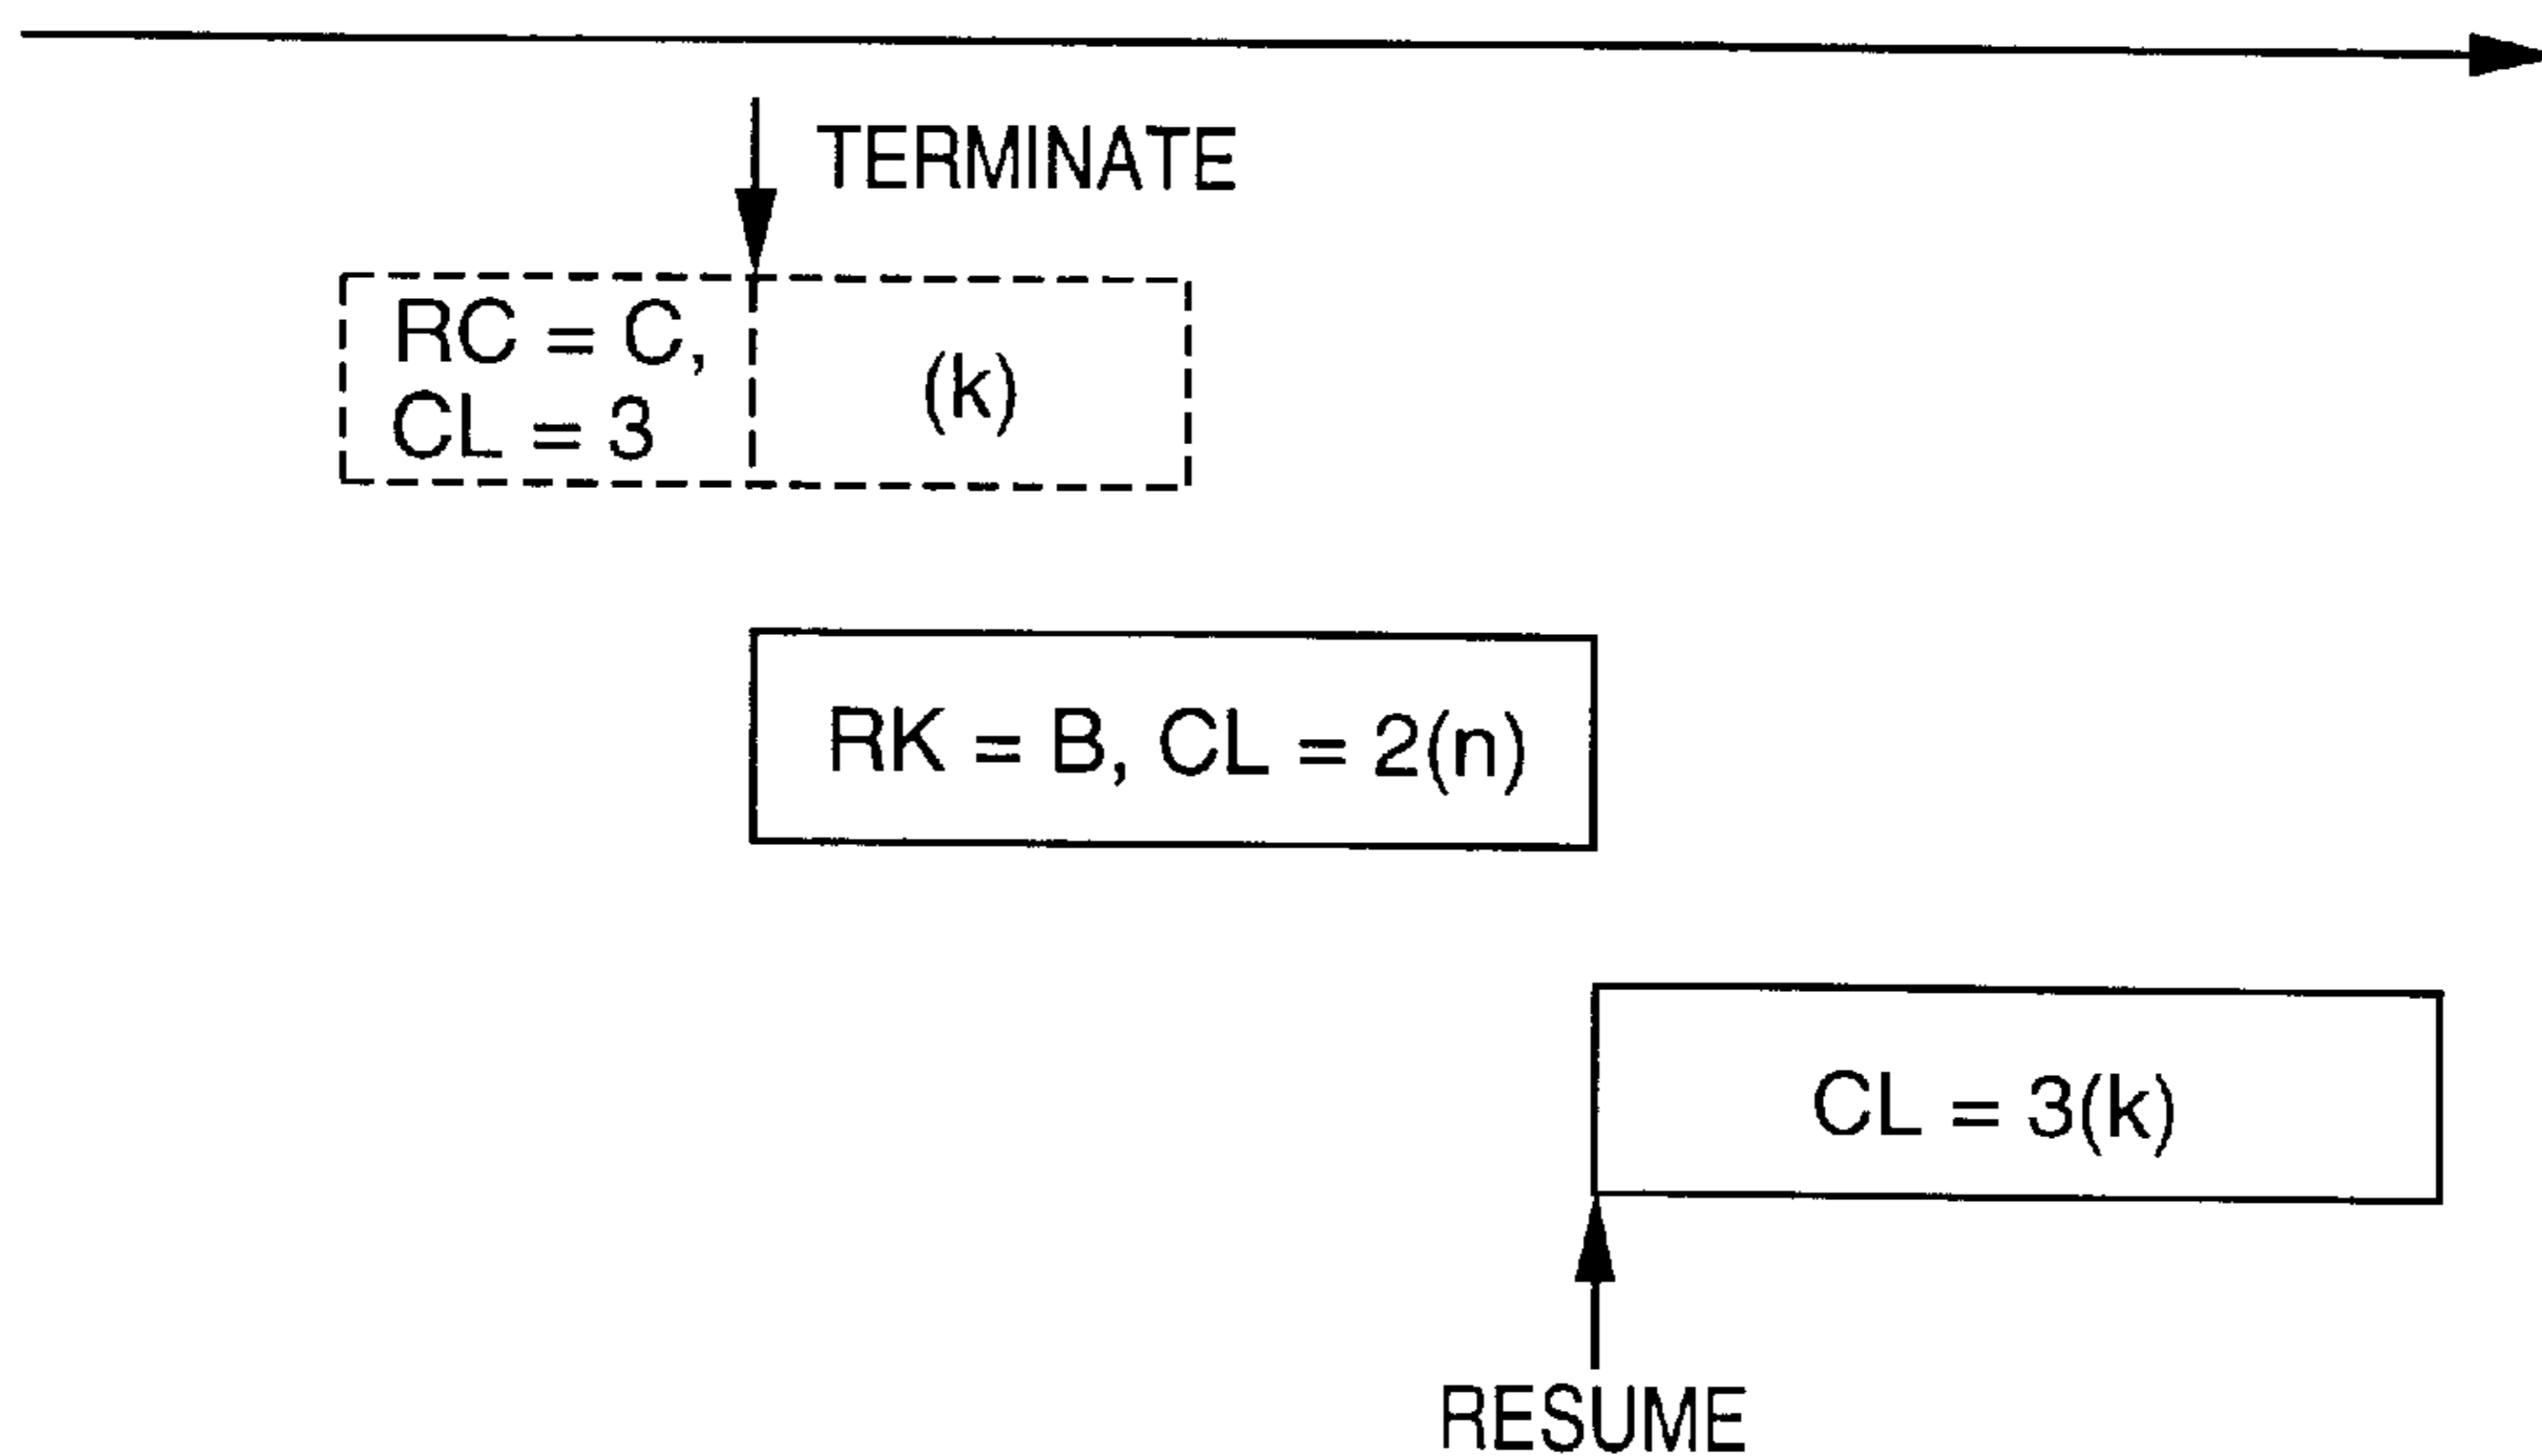 TERMINATE
RC = C,
CL = 3
(k)
RK = B, CL = 2(n)
CL = 3(k)
RESUME